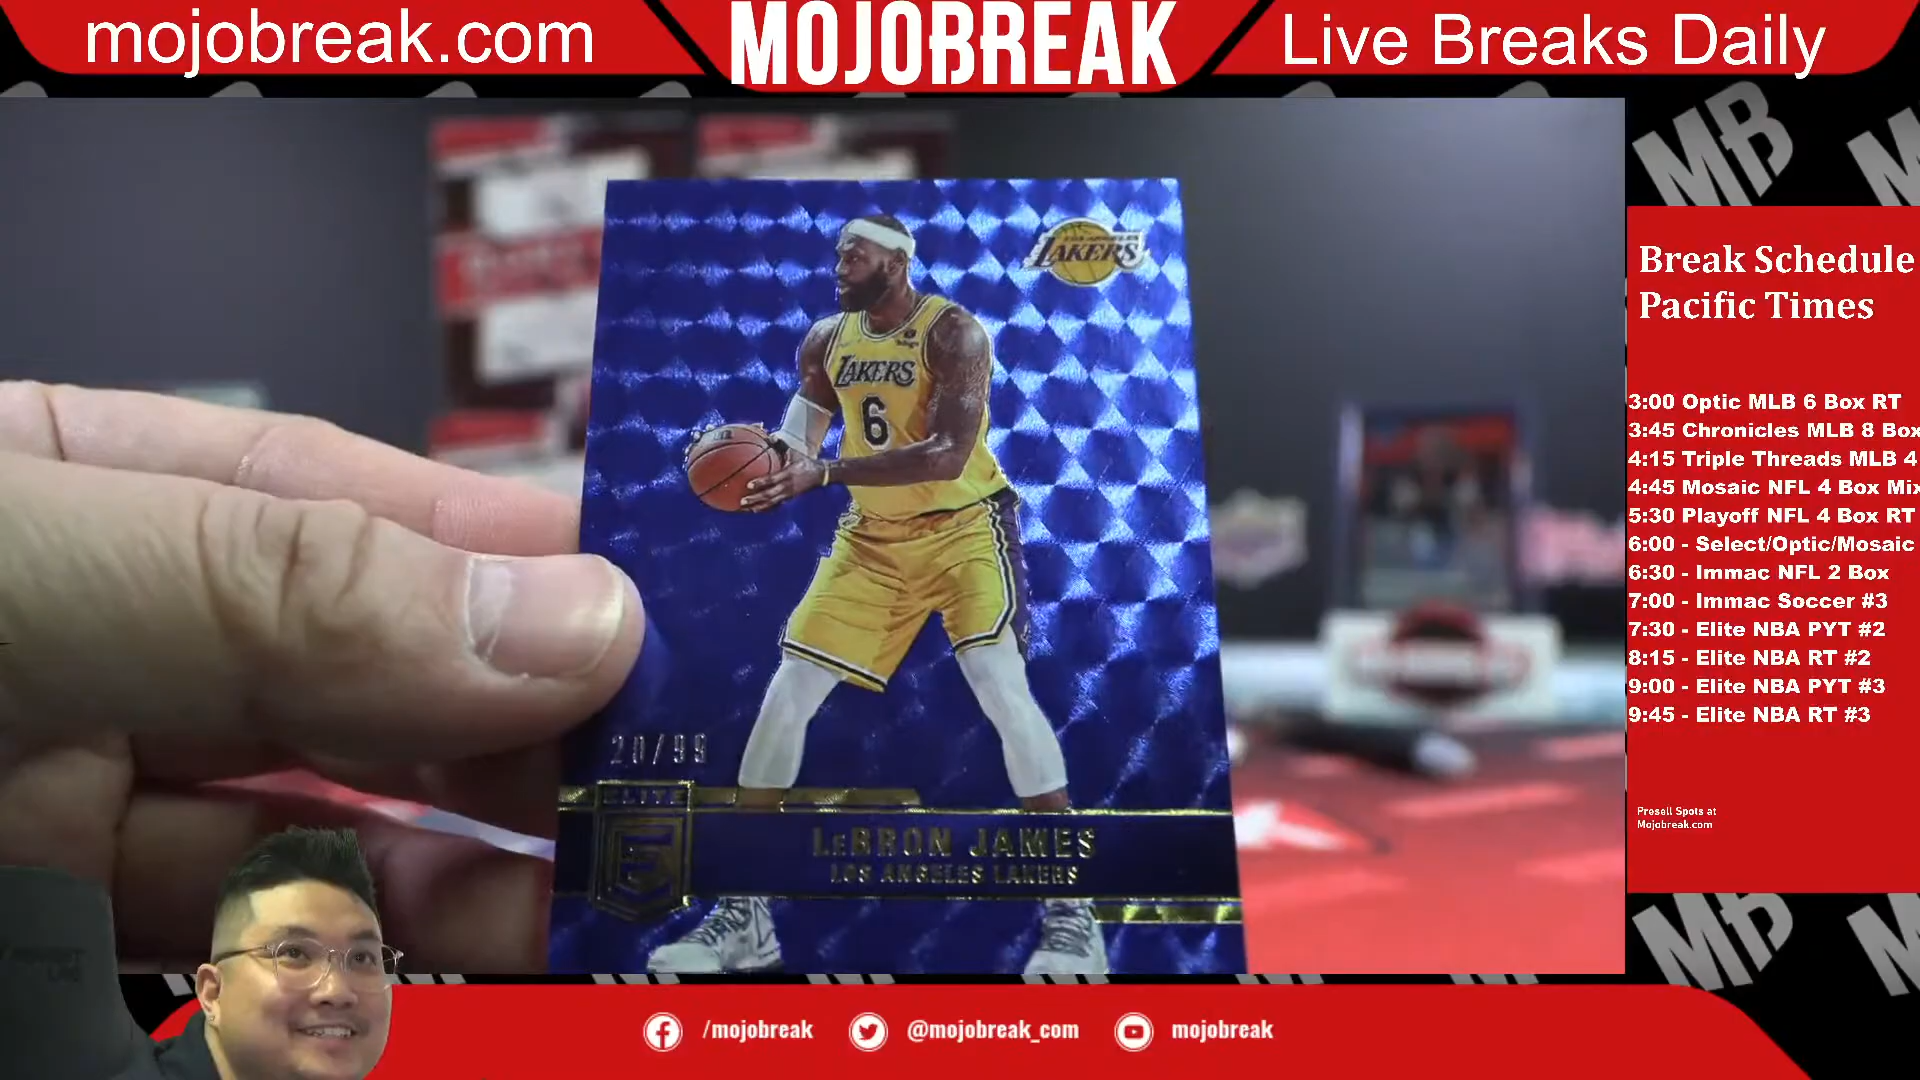 mojobreak.com
MOJOBREAK
Live Breaks Daily
MB
LAKERS
LAKERS
6
20/99
ELITE
LeBRON JAMES
LOS ANGELES LAKERS
Break Schedule
Pacific Times
3:00 Optic MLB 6 Box RT
3:45 Chronicles MLB 8 Box
4:15 Triple Threads MLB 4
4:45 Mosaic NFL 4 Box Mix
5:30 Playoff NFL 4 Box RT
6:00 - Select/Optic/Mosaic
6:30 - Immac NFL 2 Box
7:00 - Immac Soccer #3
7:30 - Elite NBA PYT #2
8:15 - Elite NBA RT #2
9:00 - Elite NBA PYT #3
9:45 - Elite NBA RT #3
Presell Spots at
Mojobreak.com
MB
/mojobreak
@mojobreak_com
mojobreak